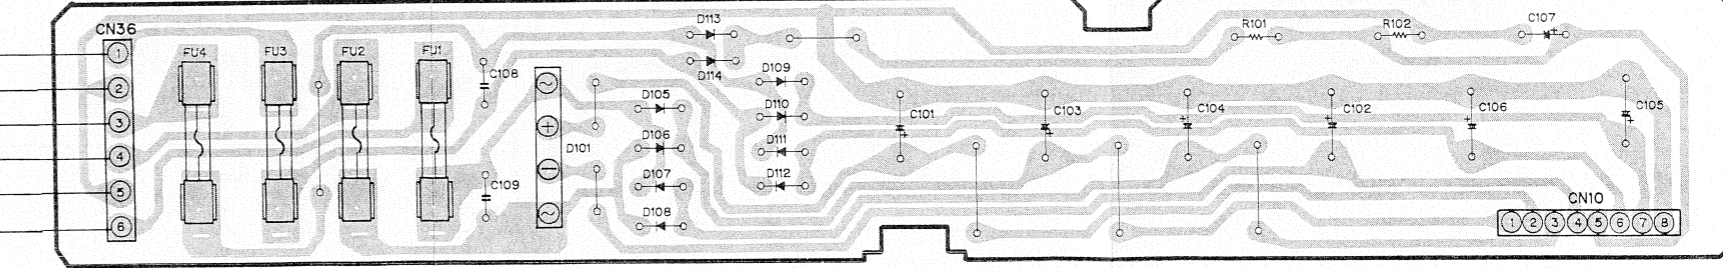 CN36
1
2
3
4
5
6
FU4
FU3
FU2
FU1
C108
C109
~
+
−
~
D101
D113
D114
D105
D106
D107
D108
D109
D110
D111
D112
C101
C103
C104
C102
C106
C105
R101
R102
C107
+
+
+
+
+
+
+
CN10
1 2 3 4 5 6 7 8